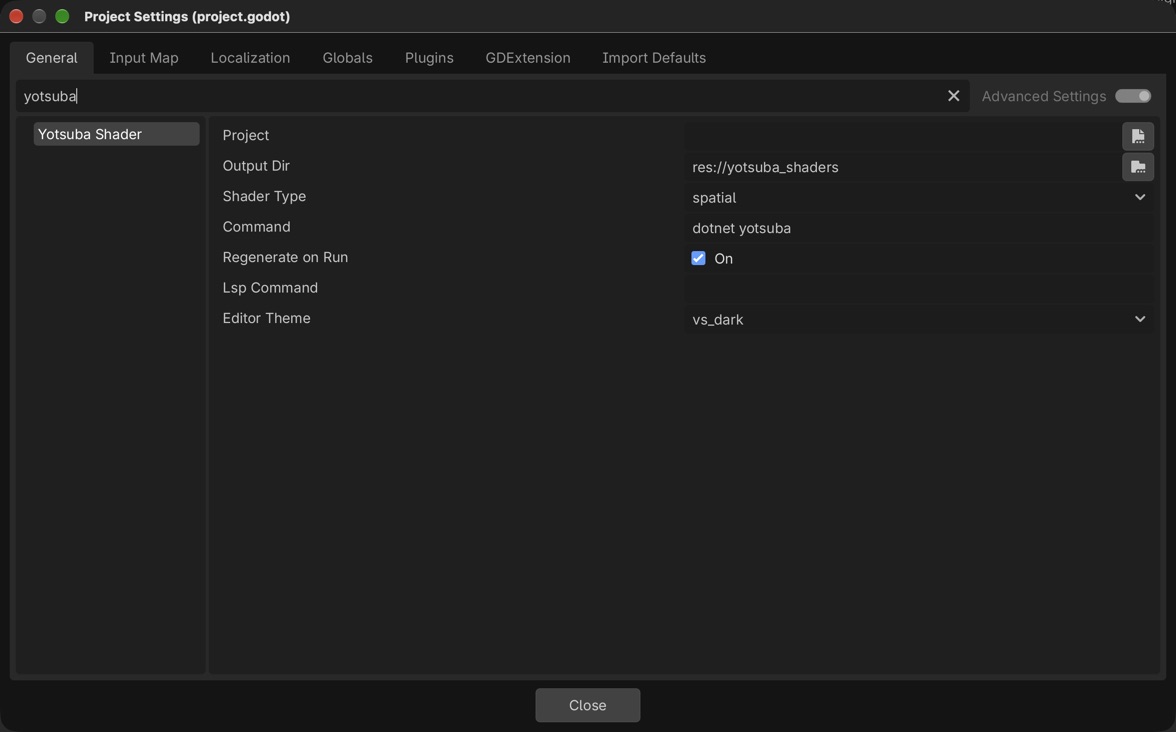 Project Settings (project.godot)
General Input Map Localization Globals Plugins GDExtension Import Defaults
yotsuba Advanced Settings
Yotsuba Shader
Project
Output Dir res://yotsuba_shaders
Shader Type spatial
Command dotnet yotsuba
Regenerate on Run On
Lsp Command
Editor Theme vs_dark
Close